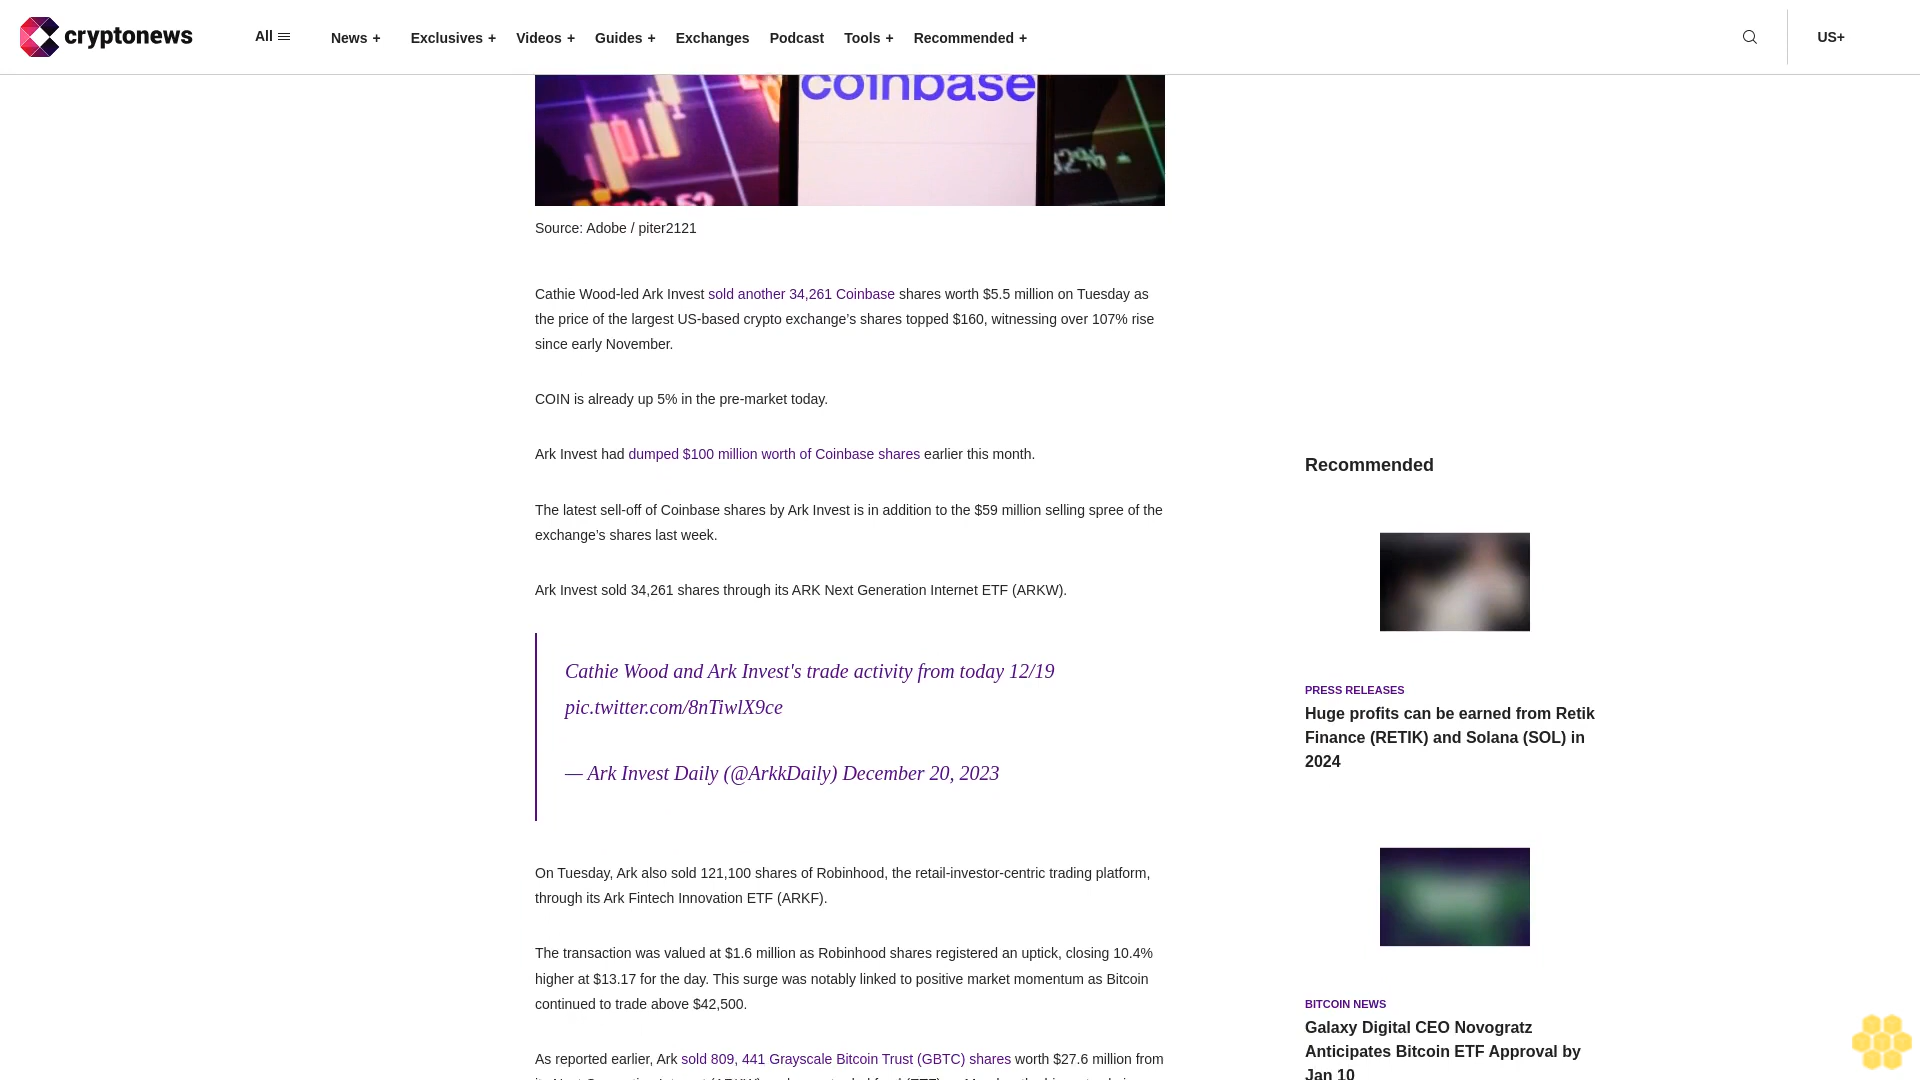 cryptonews
All
News +
Exclusives +
Videos +
Guides +
Exchanges
Podcast
Tools +
Recommended +
US+
coinbase
Source: Adobe / piter2121
Cathie Wood-led Ark Invest sold another 34,261 Coinbase shares worth $5.5 million on Tuesday as
the price of the largest US-based crypto exchange’s shares topped $160, witnessing over 107% rise
since early November.
COIN is already up 5% in the pre-market today.
Ark Invest had dumped $100 million worth of Coinbase shares earlier this month.
The latest sell-off of Coinbase shares by Ark Invest is in addition to the $59 million selling spree of the
exchange’s shares last week.
Ark Invest sold 34,261 shares through its ARK Next Generation Internet ETF (ARKW).
Cathie Wood and Ark Invest's trade activity from today 12/19
pic.twitter.com/8nTiwlX9ce
— Ark Invest Daily (@ArkkDaily) December 20, 2023
On Tuesday, Ark also sold 121,100 shares of Robinhood, the retail-investor-centric trading platform,
through its Ark Fintech Innovation ETF (ARKF).
The transaction was valued at $1.6 million as Robinhood shares registered an uptick, closing 10.4%
higher at $13.17 for the day. This surge was notably linked to positive market momentum as Bitcoin
continued to trade above $42,500.
As reported earlier, Ark sold 809, 441 Grayscale Bitcoin Trust (GBTC) shares worth $27.6 million from
Recommended
PRESS RELEASES
Huge profits can be earned from Retik
Finance (RETIK) and Solana (SOL) in
2024
BITCOIN NEWS
Galaxy Digital CEO Novogratz
Anticipates Bitcoin ETF Approval by
Jan 10